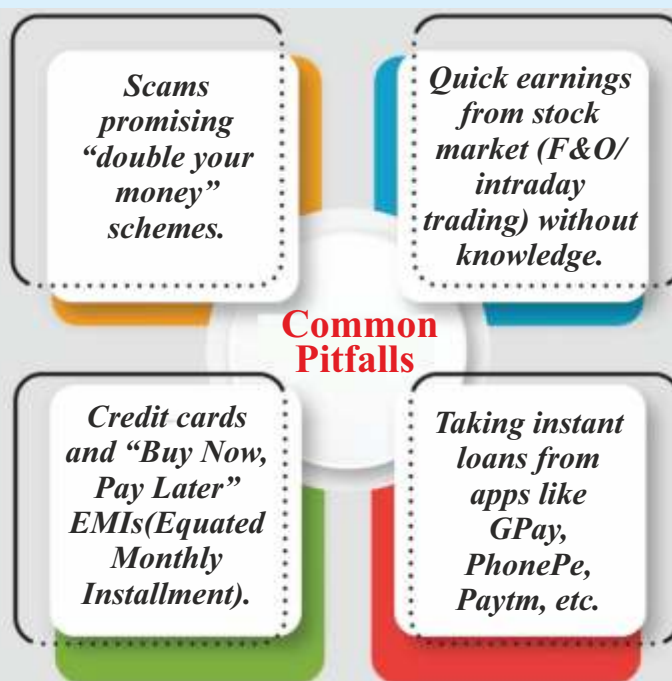 Scams
promising
“double your
money”
schemes.
Quick earnings
from stock
market (F&O/
intraday
trading) without
knowledge.
Common
Pitfalls
Credit cards
and “Buy Now,
Pay Later”
EMIs(Equated
Monthly
Installment).
Taking instant
loans from
apps like
GPay,
PhonePe,
Paytm, etc.